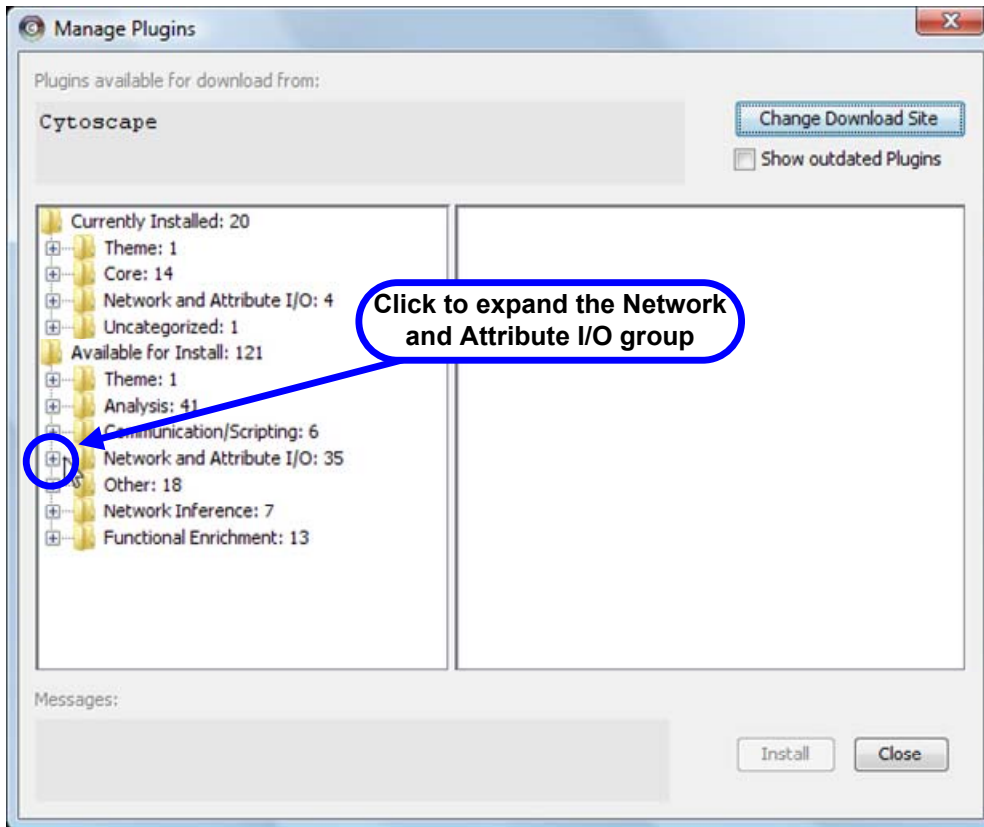 Manage Plugins
Plugins available for download from:
Cytoscape
Change Download Site
Show outdated Plugins
Currently Installed: 20
Theme: 1
Core: 14
Network and Attribute I/O: 4
Uncategorized: 1
Available for Install: 121
Theme: 1
Analysis: 41
Communication/Scripting: 6
Network and Attribute I/O: 35
Other: 18
Network Inference: 7
Functional Enrichment: 13
Click to expand the Network
and Attribute I/O group
Messages:
Install
Close